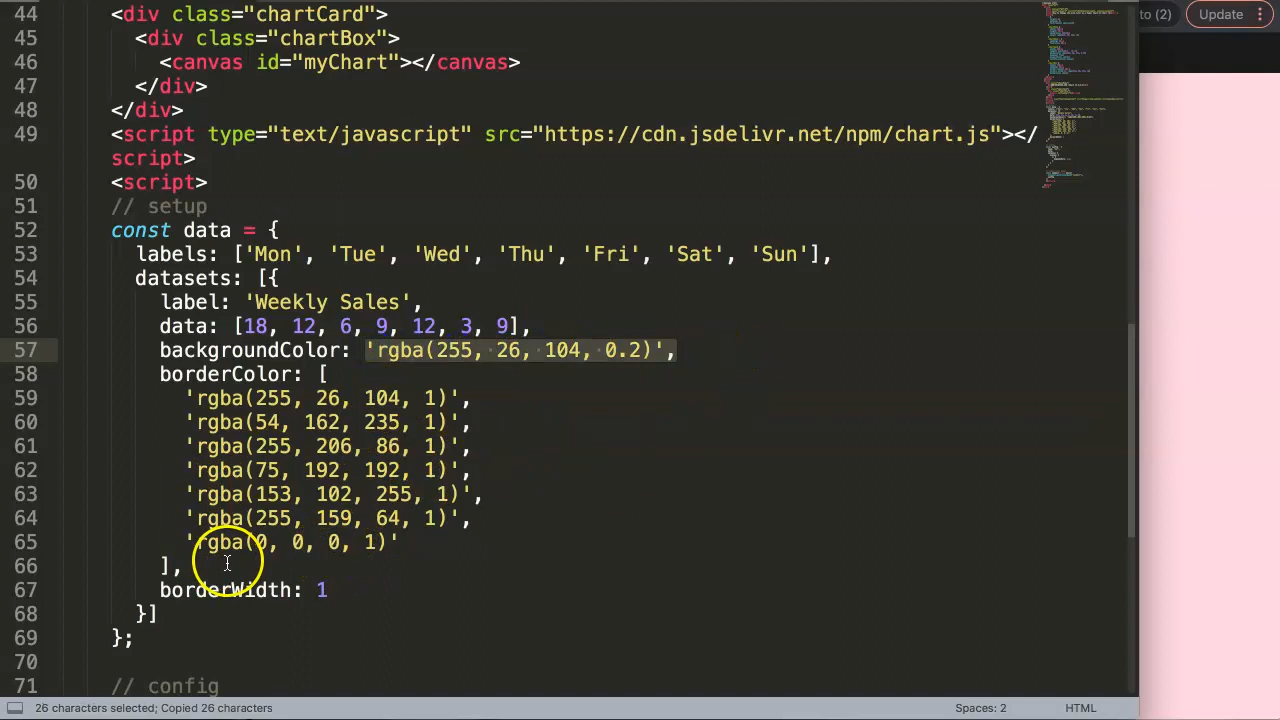 44 <div class="chartCard">
to (2) Update
45 <div class="chartBox">
46 <canvas id="myChart"></canvas>
47 </div>
48 </div>
49 <script type="text/javascript" src="https://cdn.jsdelivr.net/npm/chart.js"></
script>
50 <script>
51 // setup
52 const data = {
53 labels: ['Mon', 'Tue', 'Wed', 'Thu', 'Fri', 'Sat', 'Sun'],
54 datasets: [{
55 label: 'Weekly Sales',
56 data: [18, 12, 6, 9, 12, 3, 9],
57 backgroundColor: 'rgba(255, 26, 104, 0.2)',
58 borderColor: [
59 'rgba(255, 26, 104, 1)',
60 'rgba(54, 162, 235, 1)',
61 'rgba(255, 206, 86, 1)',
62 'rgba(75, 192, 192, 1)',
63 'rgba(153, 102, 255, 1)',
64 'rgba(255, 159, 64, 1)',
65 'rgba(0, 0, 0, 1)'
66 ],
67 borderWidth: 1
68 }]
69 };
70
71 // config
26 characters selected; Copied 26 characters Spaces: 2 HTML